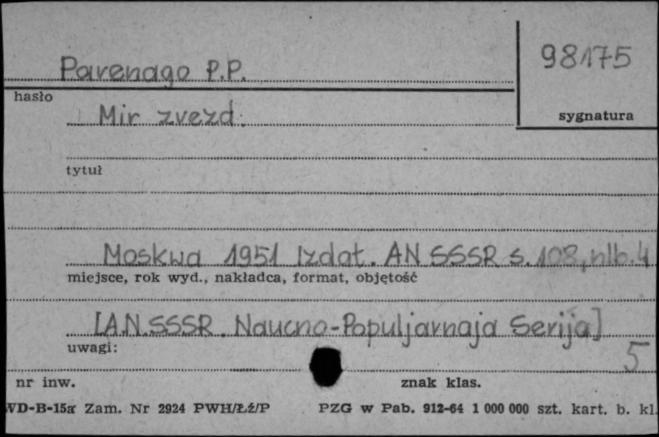 Parenago P.P.
98175
hasło
sygnatura
Mir zvezd.
tytuł
Moskwa 1951 Izdat. AN SSSR s. 108, nlb. 4
miejsce, rok wyd., nakładca, format, objętość
[A.N. SSSR. Naucno-Populjarnaja Serija]
uwagi:
5
nr inw.
znak klas.
WD-B-15a Zam. Nr 2924 PWH/ŁŹ/P PZG w Pab. 912-64 1 000 000 szt. kart. b. kl.